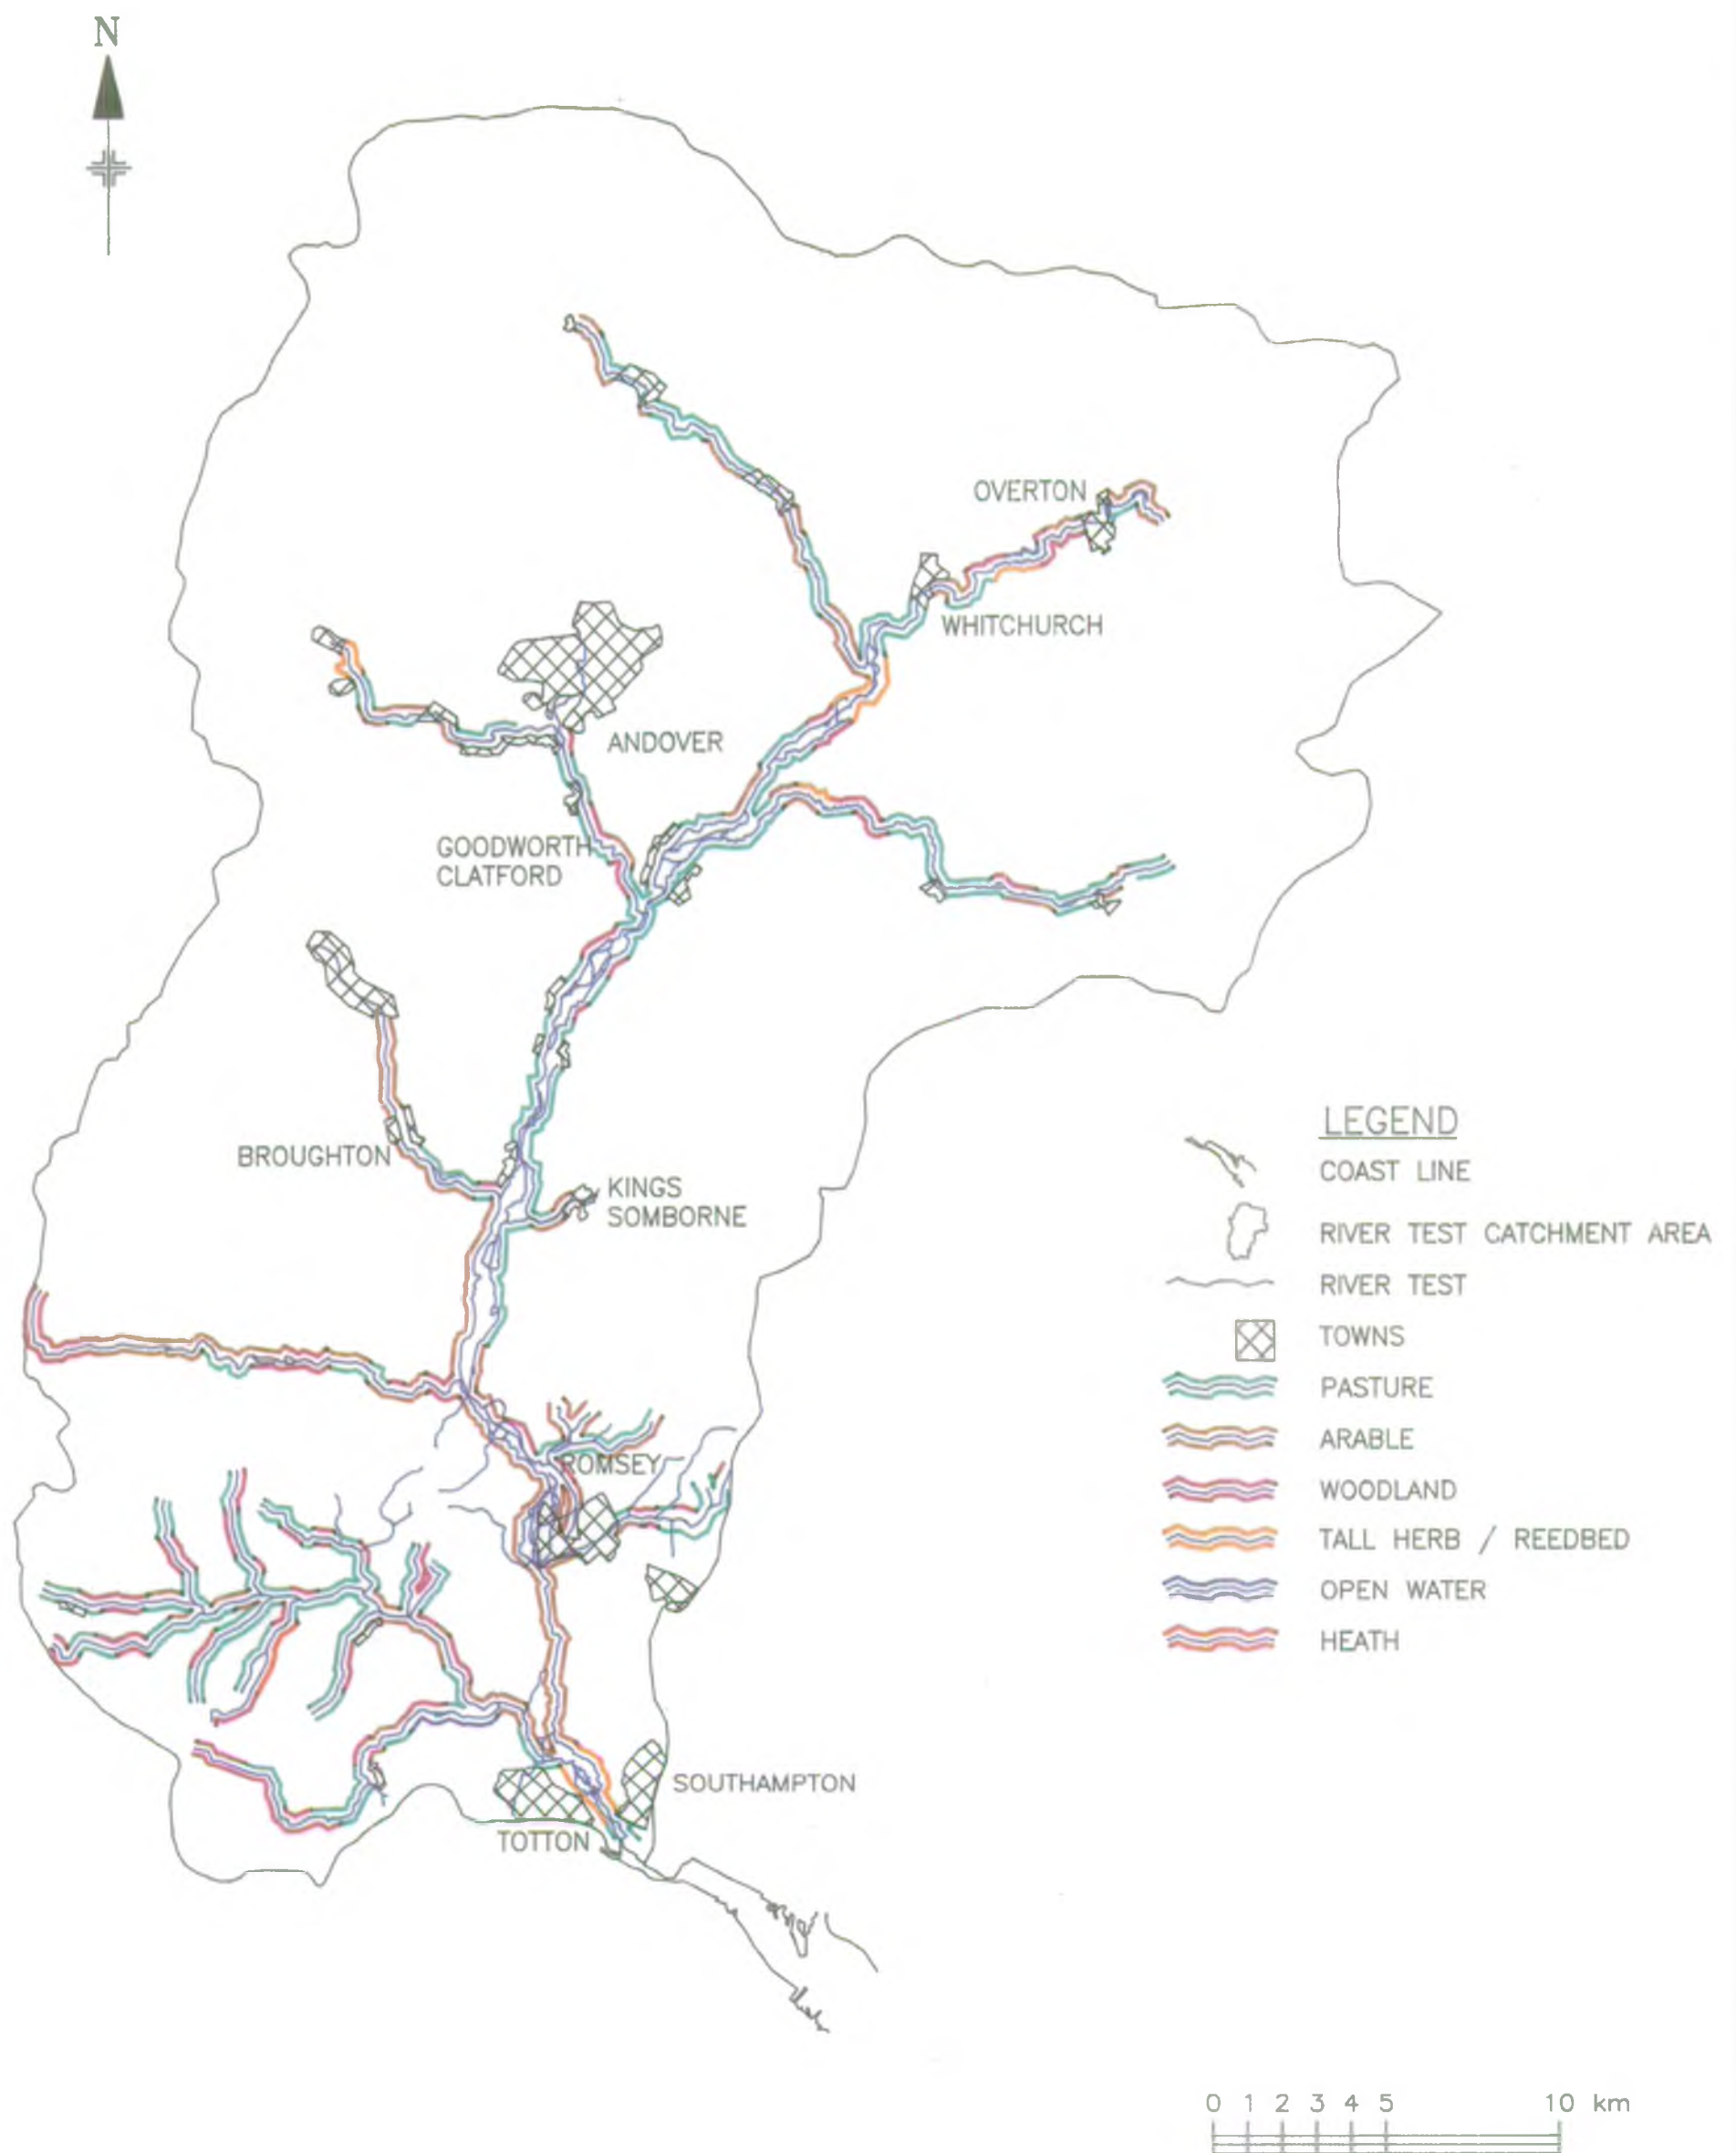 N
OVERTON
WHITCHURCH
ANDOVER
GOODWORTH
CLATFORD
BROUGHTON
KINGS
SOMBORNE
ROMSEY
SOUTHAMPTON
TOTTON
LEGEND
COAST LINE
RIVER TEST CATCHMENT AREA
RIVER TEST
TOWNS
PASTURE
ARABLE
WOODLAND
TALL HERB / REEDBED
OPEN WATER
HEATH
0 1 2 3 4 5 10 km